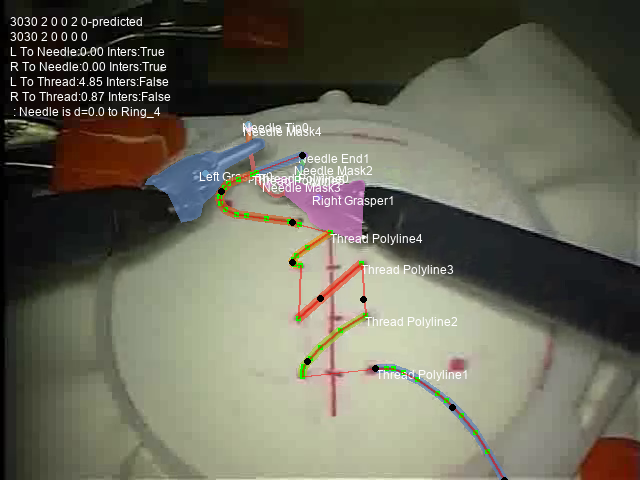 3030 2 0 0 2 0-predicted
3030 2 0 0 0 0
L To Needle:0.00 Inters:True
R To Needle:0.00 Inters:True
L To Thread:4.85 Inters:False
R To Thread:0.87 Inters:False
: Needle is d=0.0 to Ring_4
Needle Tip0
Needle Mask4
Needle End1
Needle Mask2
Needle Mask3
Right Grasper1
Thread Polyline4
Thread Polyline3
Thread Polyline2
Thread Polyline1